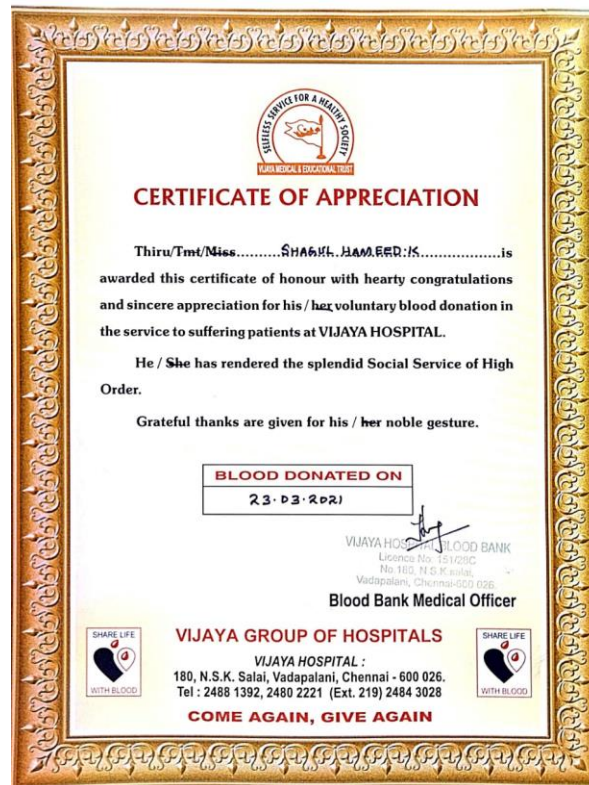 SELFLESS SERVICE FOR A HEALTHY SOCIETY
VIJAYA MEDICAL & EDUCATIONAL TRUST
CERTIFICATE OF APPRECIATION
Thiru/Tmt/Miss..........SHAGUL HAMEED.K................is
awarded this certificate of honour with hearty congratulations
and sincere appreciation for his / her voluntary blood donation in
the service to suffering patients at VIJAYA HOSPITAL.
He / She has rendered the splendid Social Service of High
Order.
Grateful thanks are given for his / her noble gesture.
BLOOD DONATED ON
23.03.2021
VIJAYA HOSPITAL BLOOD BANK
Licence No. 151/28C
No.180, N.S.K.salai,
Vadapalani, Chennai-600 026.
Blood Bank Medical Officer
SHARE LIFE
WITH BLOOD
VIJAYA GROUP OF HOSPITALS
VIJAYA HOSPITAL :
180, N.S.K. Salai, Vadapalani, Chennai - 600 026.
Tel : 2488 1392, 2480 2221 (Ext. 219) 2484 3028
COME AGAIN, GIVE AGAIN
SHARE LIFE
WITH BLOOD